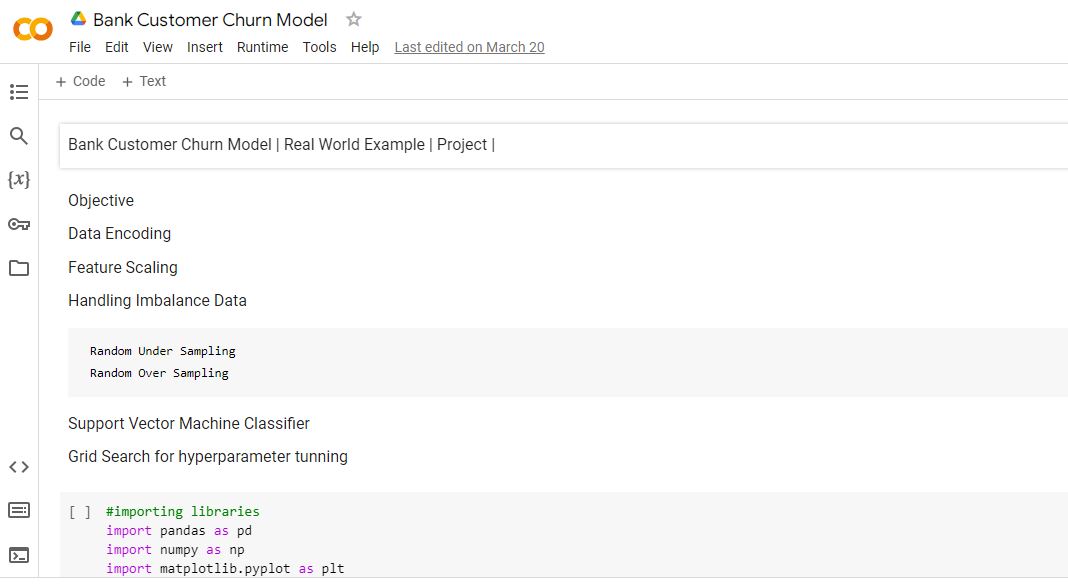 Bank Customer Churn Model
File Edit View Insert Runtime Tools Help Last edited on March 20
+ Code + Text
Bank Customer Churn Model | Real World Example | Project |
Objective
Data Encoding
Feature Scaling
Handling Imbalance Data
Random Under Sampling
Random Over Sampling
Support Vector Machine Classifier
Grid Search for hyperparameter tunning
[ ] #importing libraries
import pandas as pd
import numpy as np
import matplotlib.pyplot as plt